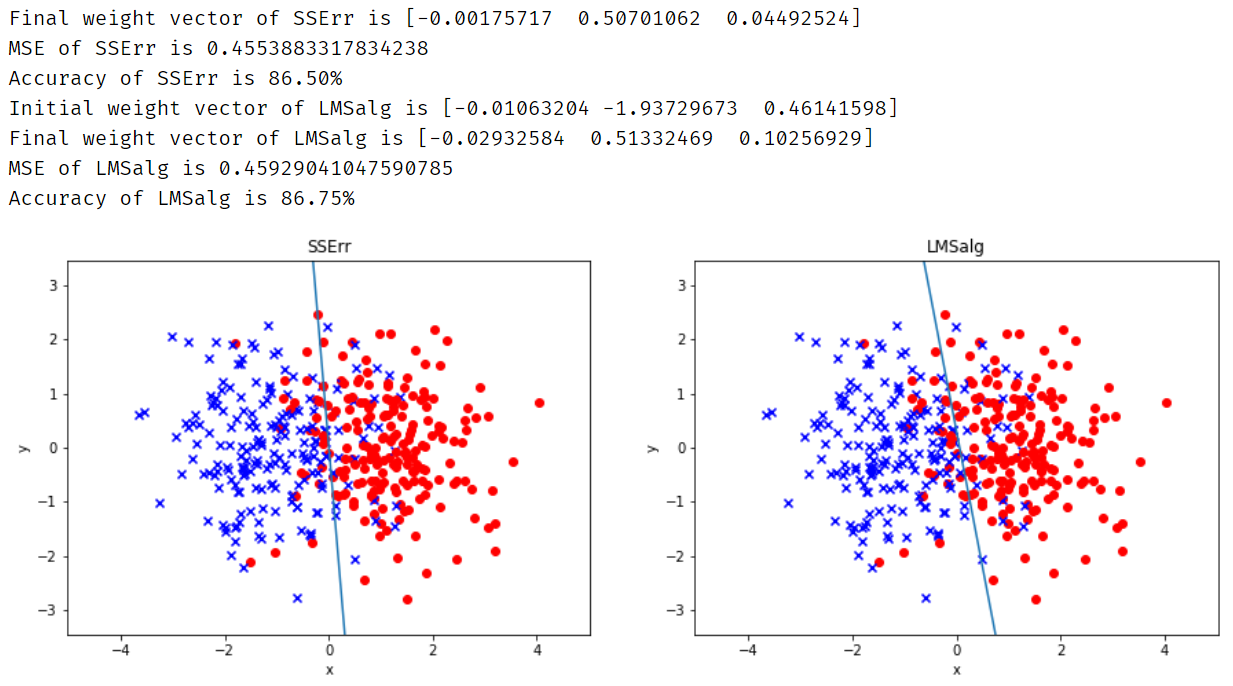 Final weight vector of SSErr is [-0.00175717  0.50701062  0.04492524]
MSE of SSErr is 0.4553883317834238
Accuracy of SSErr is 86.50%
Initial weight vector of LMSalg is [-0.01063204 -1.93729673  0.46141598]
Final weight vector of LMSalg is [-0.02932584  0.51332469  0.10256929]
MSE of LMSalg is 0.45929041047590785
Accuracy of LMSalg is 86.75%
SSErr
3
2
1
0
−1
−2
−3
y
−4 −2 0 2 4
x
LMSalg
3
2
1
0
−1
−2
−3
y
−4 −2 0 2 4
x